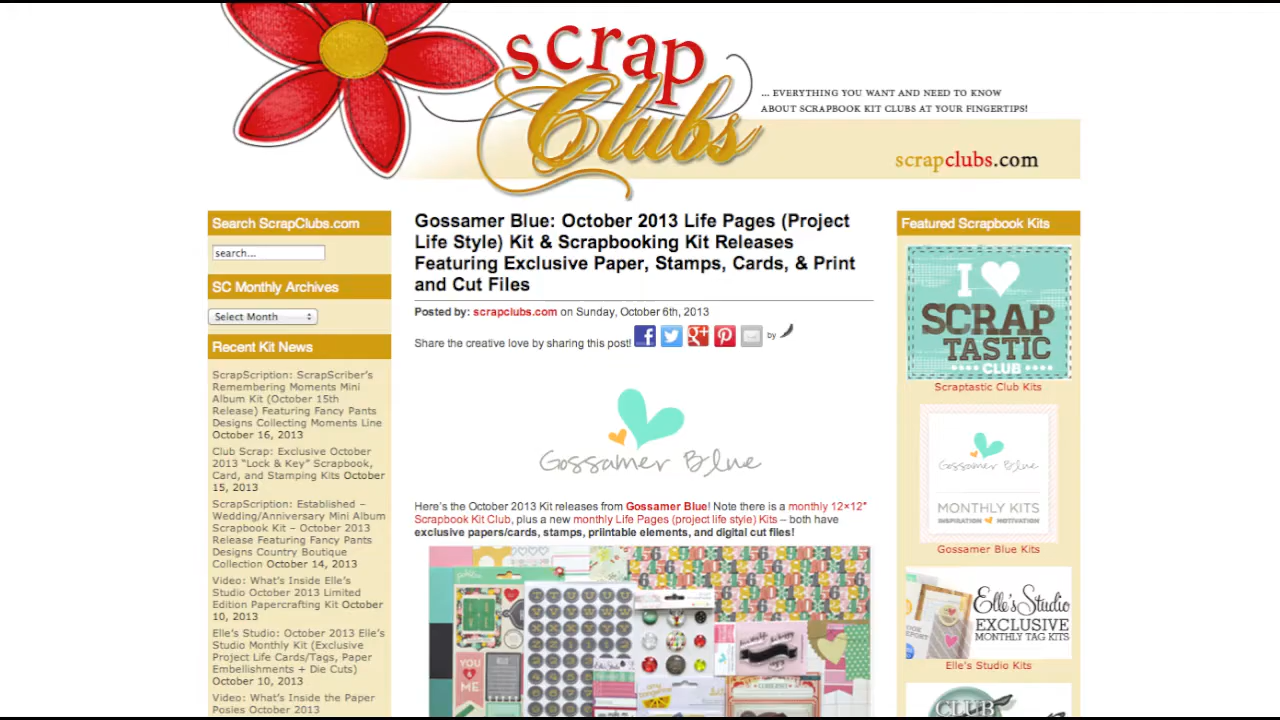 scrap
Clubs
... EVERYTHING YOU WANT AND NEED TO KNOW
ABOUT SCRAPBOOK KIT CLUBS AT YOUR FINGERTIPS!
scrapclubs.com
Search ScrapClubs.com
search...
SC Monthly Archives
Select Month
Recent Kit News
ScrapScription: ScrapScriber's
Remembering Moments Mini
Album Kit (October 15th
Release) Featuring Fancy Pants
Designs Collecting Moments Line
October 16, 2013
Club Scrap: Exclusive October
2013 "Lock & Key" Scrapbook,
Card, and Stamping Kits October
15, 2013
ScrapScription: Established –
Wedding/Anniversary Mini Album
Scrapbook Kit – October 2013
Release Featuring Fancy Pants
Designs Country Boutique
Collection October 14, 2013
Video: What's Inside Elle's
Studio October 2013 Limited
Edition Papercrafting Kit October
10, 2013
Elle's Studio: October 2013 Elle's
Studio Monthly Kit (Exclusive
Project Life Cards/Tags, Paper
Embellishments + Die Cuts)
October 10, 2013
Video: What's Inside the Paper
Posies October 2013
Gossamer Blue: October 2013 Life Pages (Project
Life Style) Kit & Scrapbooking Kit Releases
Featuring Exclusive Paper, Stamps, Cards, & Print
and Cut Files
Posted by: scrapclubs.com on Sunday, October 6th, 2013
Share the creative love by sharing this post! by
Gossamer Blue
Here's the October 2013 Kit releases from Gossamer Blue! Note there is a monthly 12×12″
Scrapbook Kit Club, plus a new monthly Life Pages (project life style) Kits – both have
exclusive papers/cards, stamps, printable elements, and digital cut files!
YOU
& ME
Featured Scrapbook Kits
I
SCRAP
TASTIC
CLUB
Scraptastic Club Kits
Gossamer Blue
MONTHLY KITS
INSPIRATION MOTIVATION
Gossamer Blue Kits
Elle'sStudio
EXCLUSIVE
MONTHLY TAG KITS
Elle's Studio Kits
CLUB